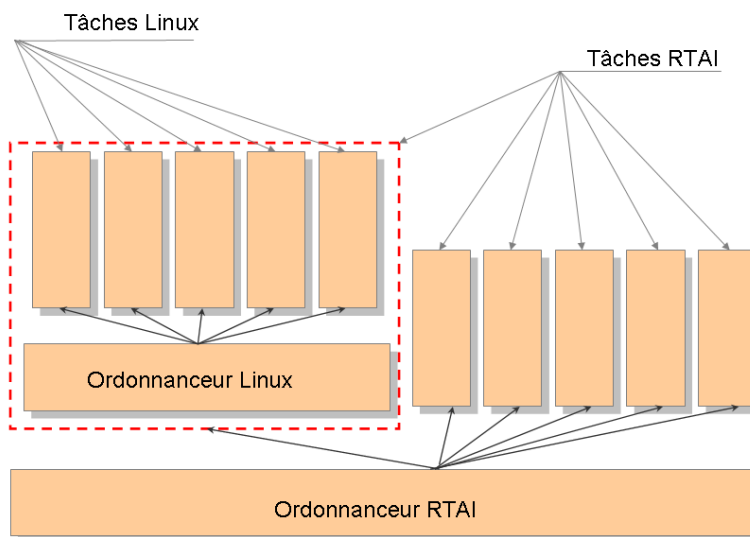 Tâches Linux
Tâches RTAI
Ordonnanceur Linux
Ordonnanceur RTAI